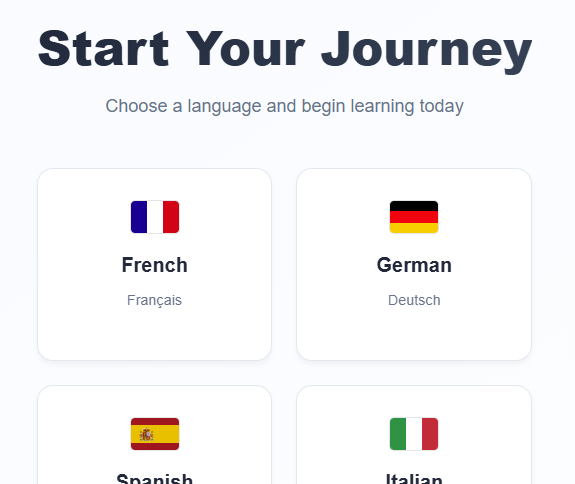 Start Your Journey
Choose a language and begin learning today
French
Français
German
Deutsch
Spanish
Italian